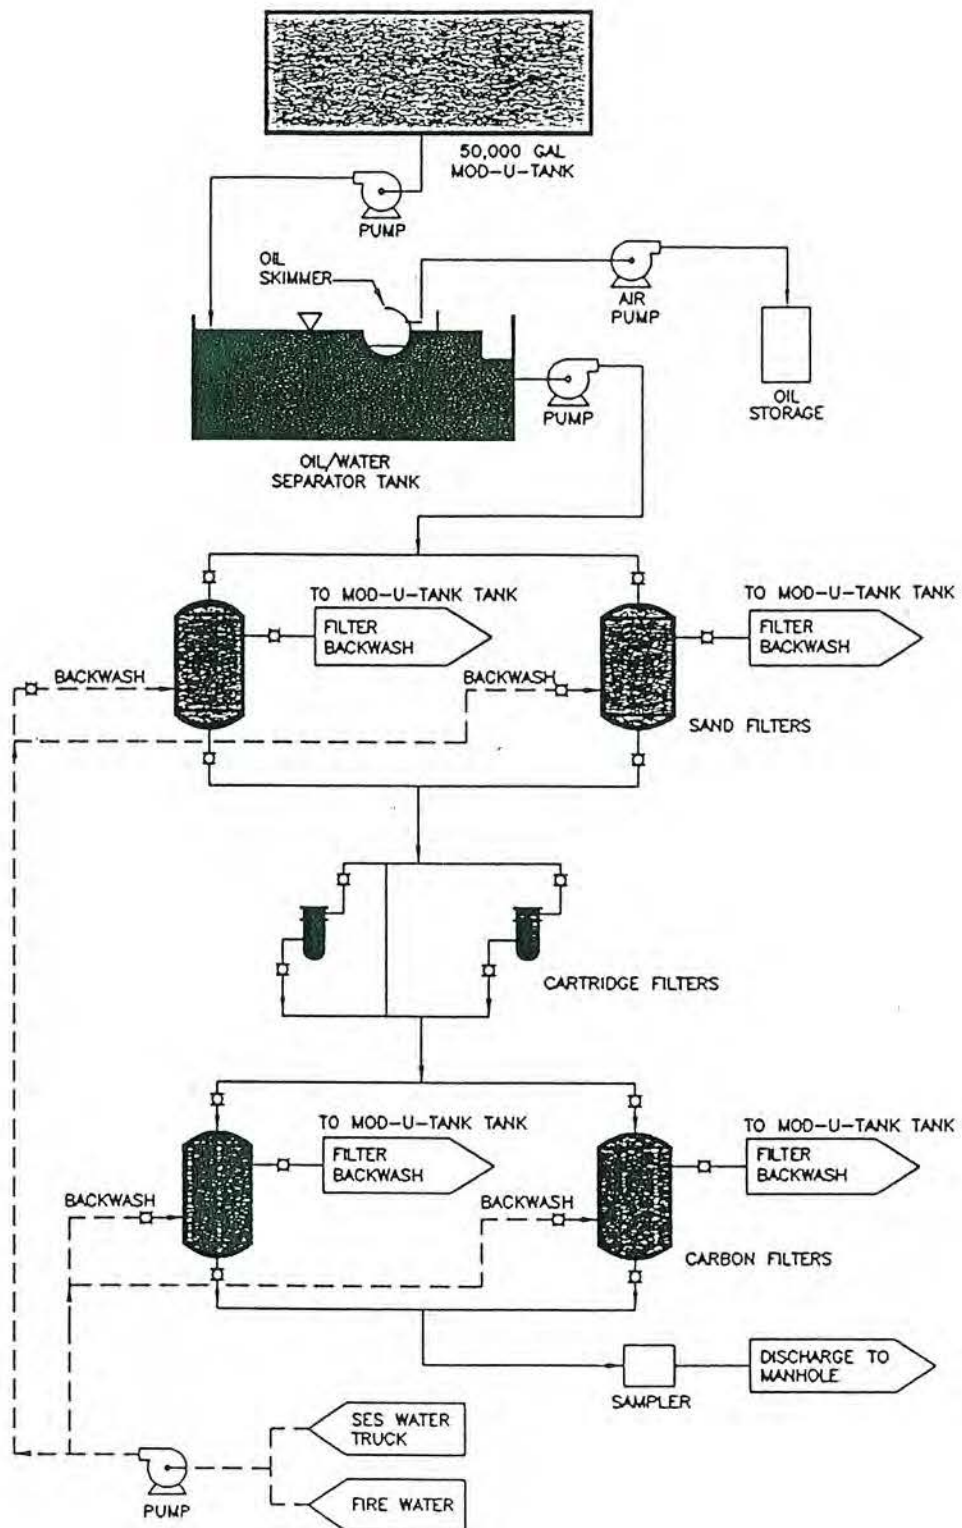 50,000 GAL
MOD-U-TANK
PUMP
OIL
SKIMMER
AIR
PUMP
PUMP
OIL
STORAGE
OIL/WATER
SEPARATOR TANK
TO MOD-U-TANK TANK
FILTER
BACKWASH
TO MOD-U-TANK TANK
FILTER
BACKWASH
BACKWASH
BACKWASH
SAND FILTERS
CARTRIDGE FILTERS
TO MOD-U-TANK TANK
FILTER
BACKWASH
TO MOD-U-TANK TANK
FILTER
BACKWASH
BACKWASH
BACKWASH
CARBON FILTERS
DISCHARGE TO
MANHOLE
SAMPLER
SES WATER
TRUCK
PUMP
FIRE WATER